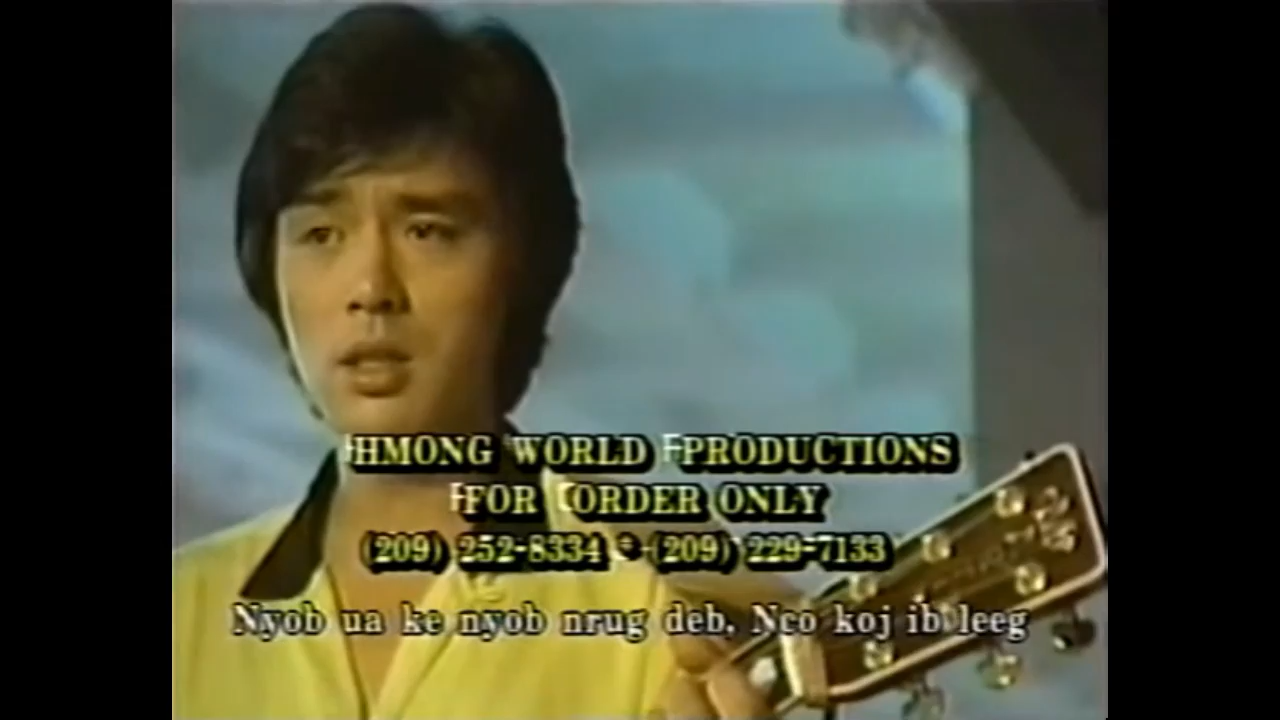 HMONG WORLD PRODUCTIONS
FOR ORDER ONLY
(209) 252-8334 • (209) 229-7133
Nyob ua ke nyob nrug deb. Nco koj ib leeg